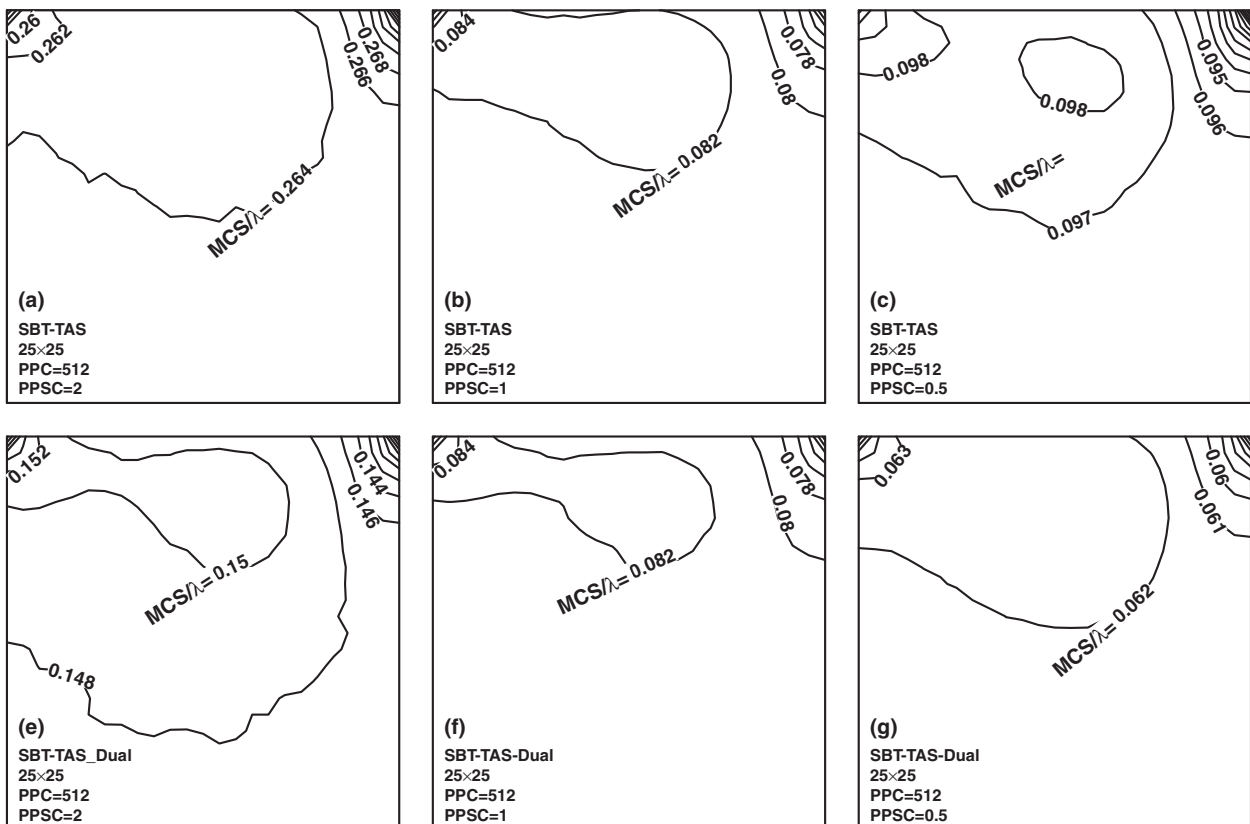 0.26
0.262
0.268
0.266
MCS/λ= 0.264
(a)
SBT-TAS
25×25
PPC=512
PPSC=2
0.084
0.078
0.08
MCS/λ= 0.082
(b)
SBT-TAS
25×25
PPC=512
PPSC=1
0.098
0.098
0.095
0.096
MCS/λ=
0.097
(c)
SBT-TAS
25×25
PPC=512
PPSC=0.5
0.152
0.144
0.146
MCS/λ= 0.15
0.148
(e)
SBT-TAS_Dual
25×25
PPC=512
PPSC=2
0.084
0.078
0.08
MCS/λ= 0.082
(f)
SBT-TAS-Dual
25×25
PPC=512
PPSC=1
0.063
0.06
0.061
MCS/λ= 0.062
(g)
SBT-TAS-Dual
25×25
PPC=512
PPSC=0.5